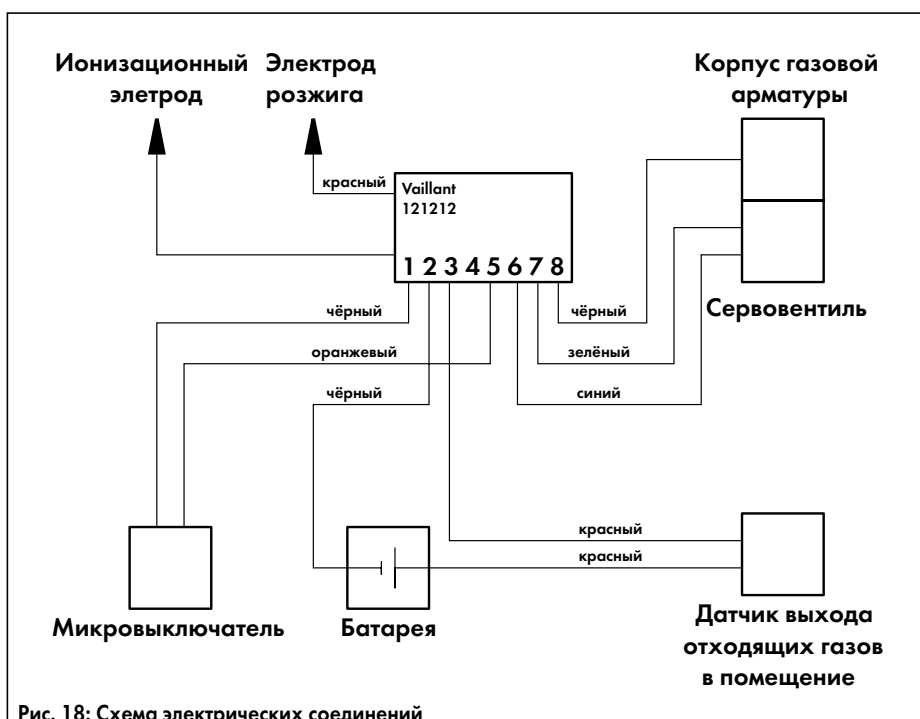 Ионизационный
элетрод
Электрод
розжига
Корпус газовой
арматуры
красный
Vaillant
121212
1 2 3 4 5 6 7 8
Сервовентиль
чёрный
чёрный
оранжевый
зелёный
чёрный
синий
красный
красный
Микровыключатель
Батарея
Датчик выхода
отходящих газов
в помещение
Рис. 18: Схема электрических соединений